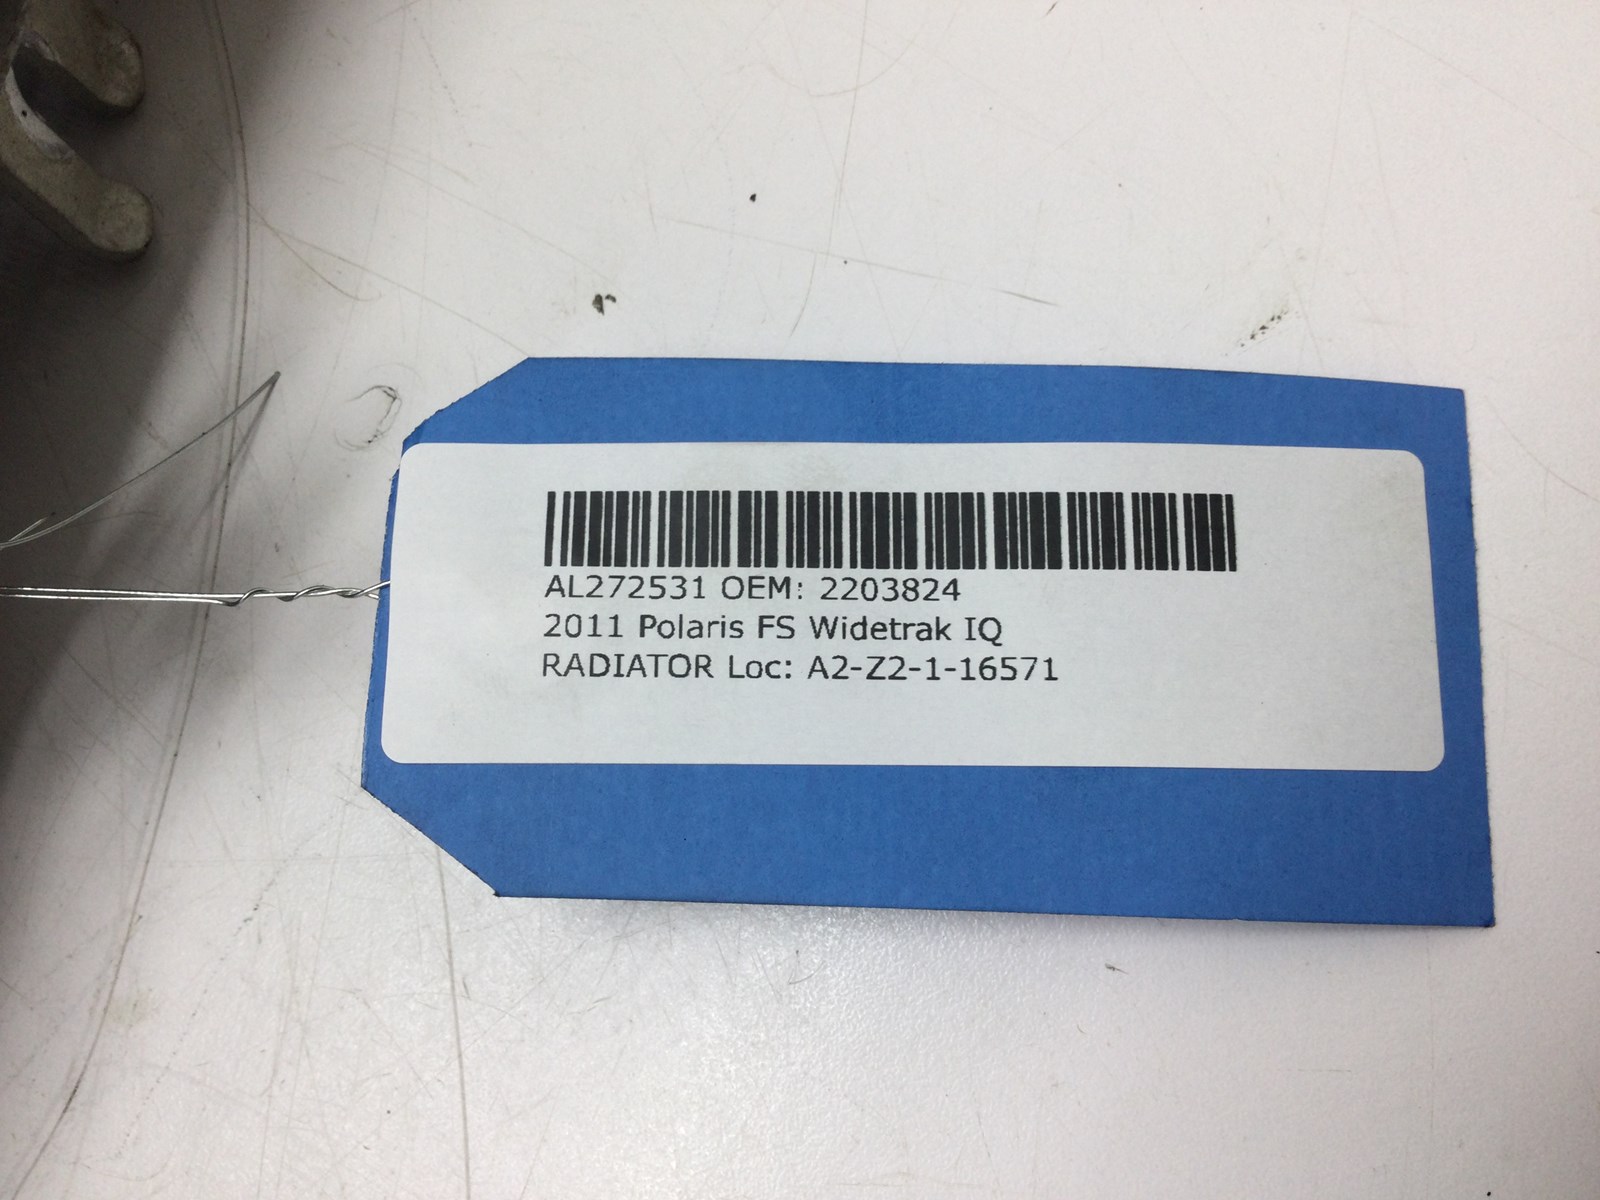 AL272531 OEM: 2203824
2011 Polaris FS Widetrak IQ
RADIATOR Loc: A2-Z2-1-16571